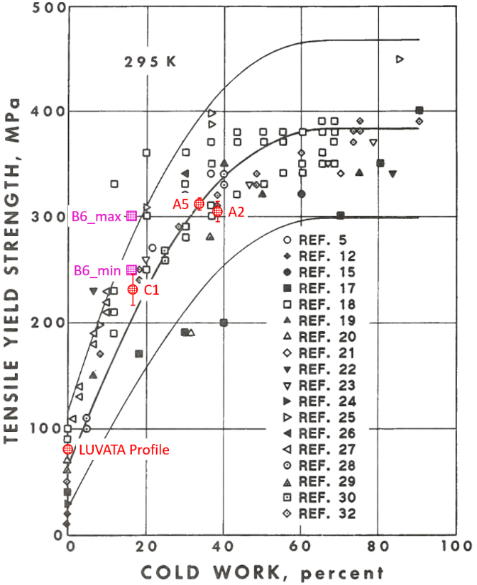 500
400
300
200
100
0
TENSILE YIELD STRENGTH, MPa
295 K
B6_max
A5
A2
B6_min
C1
LUVATA Profile
REF. 5
REF. 12
REF. 15
REF. 17
REF. 18
REF. 19
REF. 20
REF. 21
REF. 22
REF. 23
REF. 24
REF. 25
REF. 26
REF. 27
REF. 28
REF. 29
REF. 30
REF. 32
0 20 40 60 80 100
COLD WORK, percent